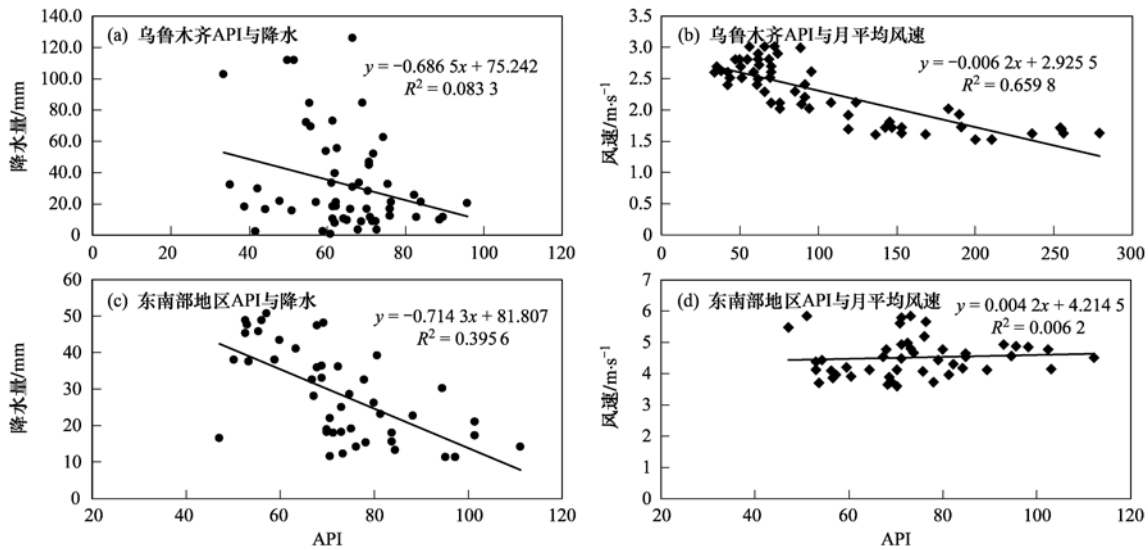 (a) 乌鲁木齐API与降水
y = −0.686 5x + 75.242
R² = 0.083 3
降水量/mm
140.0
120.0
100.0
80.0
60.0
40.0
20.0
0.0
0 20 40 60 80 100 120
(b) 乌鲁木齐API与月平均风速
y = −0.006 2x + 2.925 5
R² = 0.659 8
风速/m·s⁻¹
3.5
3.0
2.5
2.0
1.5
1.0
0.5
0.0
0 50 100 150 200 250 300
(c) 东南部地区API与降水
y = −0.714 3x + 81.807
R² = 0.395 6
降水量/mm
60
50
40
30
20
10
0.0
20 40 60 80 100 120
API
(d) 东南部地区API与月平均风速
y = 0.004 2x + 4.214 5
R² = 0.006 2
风速/m·s⁻¹
7
6
5
4
3
2
1
0
20 40 60 80 100 120
API